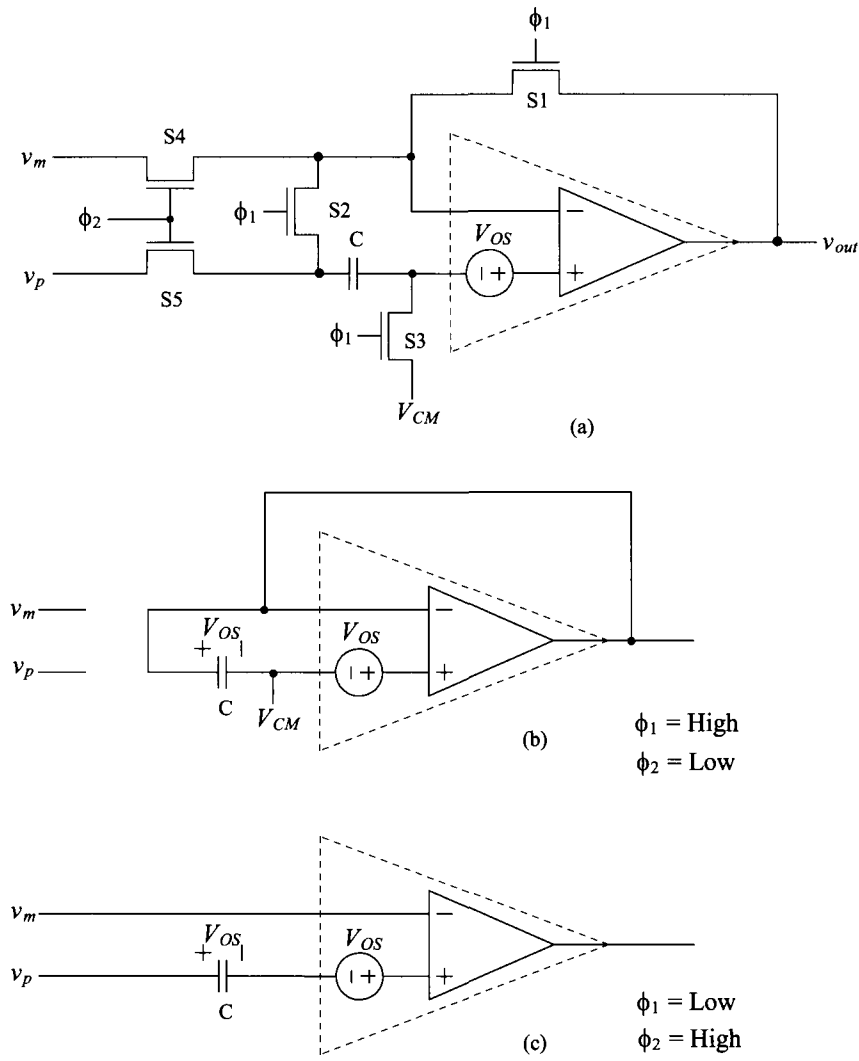 ϕ1
S1
S4
vm
ϕ2
ϕ1
S2
C
VOS
−
+
− +
vout
vp
S5
ϕ1
S3
VCM
(a)
vm
VOS
+ −
VOS
−
vp
− +
+
C
VCM
(b)
ϕ1 = High
ϕ2 = Low
vm
VOS
+ −
VOS
−
vp
− +
+
C
(c)
ϕ1 = Low
ϕ2 = High